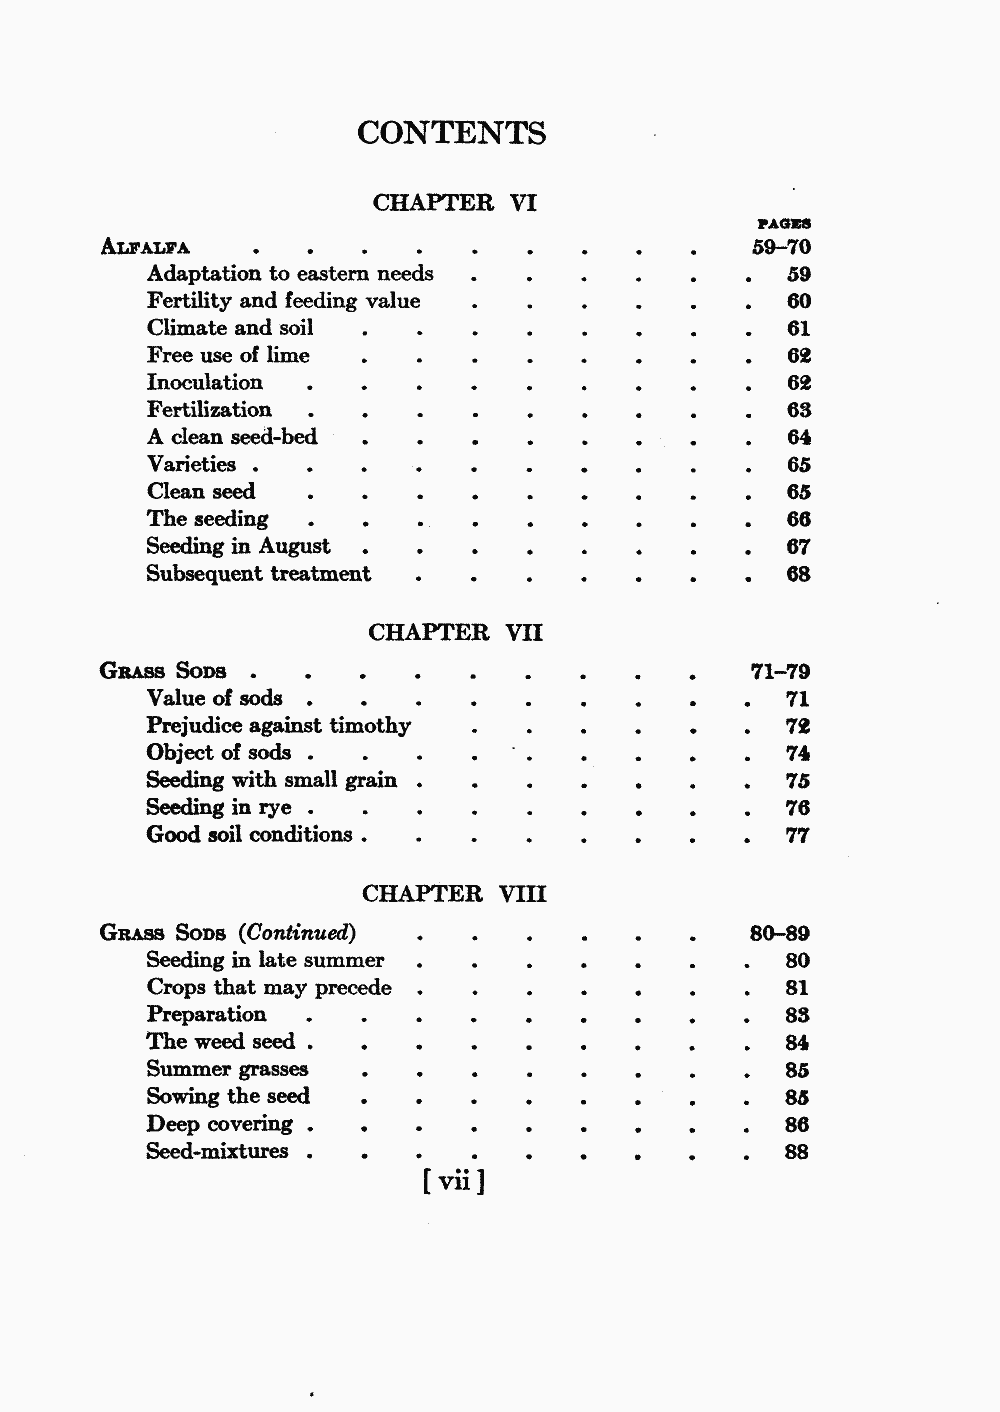 CONTENTS
CHAPTER VI
PAGES
ALFALFA . . . . . . . . . 59–70
Adaptation to eastern needs . . . . . . 59
Fertility and feeding value . . . . . . 60
Climate and soil . . . . . . . . 61
Free use of lime . . . . . . . . 62
Inoculation . . . . . . . . . 62
Fertilization . . . . . . . . . 63
A clean seed-bed . . . . . . . . 64
Varieties . . . . . . . . . . 65
Clean seed . . . . . . . . . 65
The seeding . . . . . . . . . 66
Seeding in August . . . . . . . . 67
Subsequent treatment . . . . . . . 68
CHAPTER VII
GRASS SODS . . . . . . . . . 71–79
Value of sods . . . . . . . . . 71
Prejudice against timothy . . . . . . 72
Object of sods . . . . . . . . . 74
Seeding with small grain . . . . . . . 75
Seeding in rye . . . . . . . . . 76
Good soil conditions . . . . . . . . 77
CHAPTER VIII
GRASS SODS (Continued) . . . . . . 80–89
Seeding in late summer . . . . . . . 80
Crops that may precede . . . . . . . 81
Preparation . . . . . . . . . 83
The weed seed . . . . . . . . . 84
Summer grasses . . . . . . . . 85
Sowing the seed . . . . . . . . 85
Deep covering . . . . . . . . . 86
Seed-mixtures . . . . . . . . . 88
[ vii ]